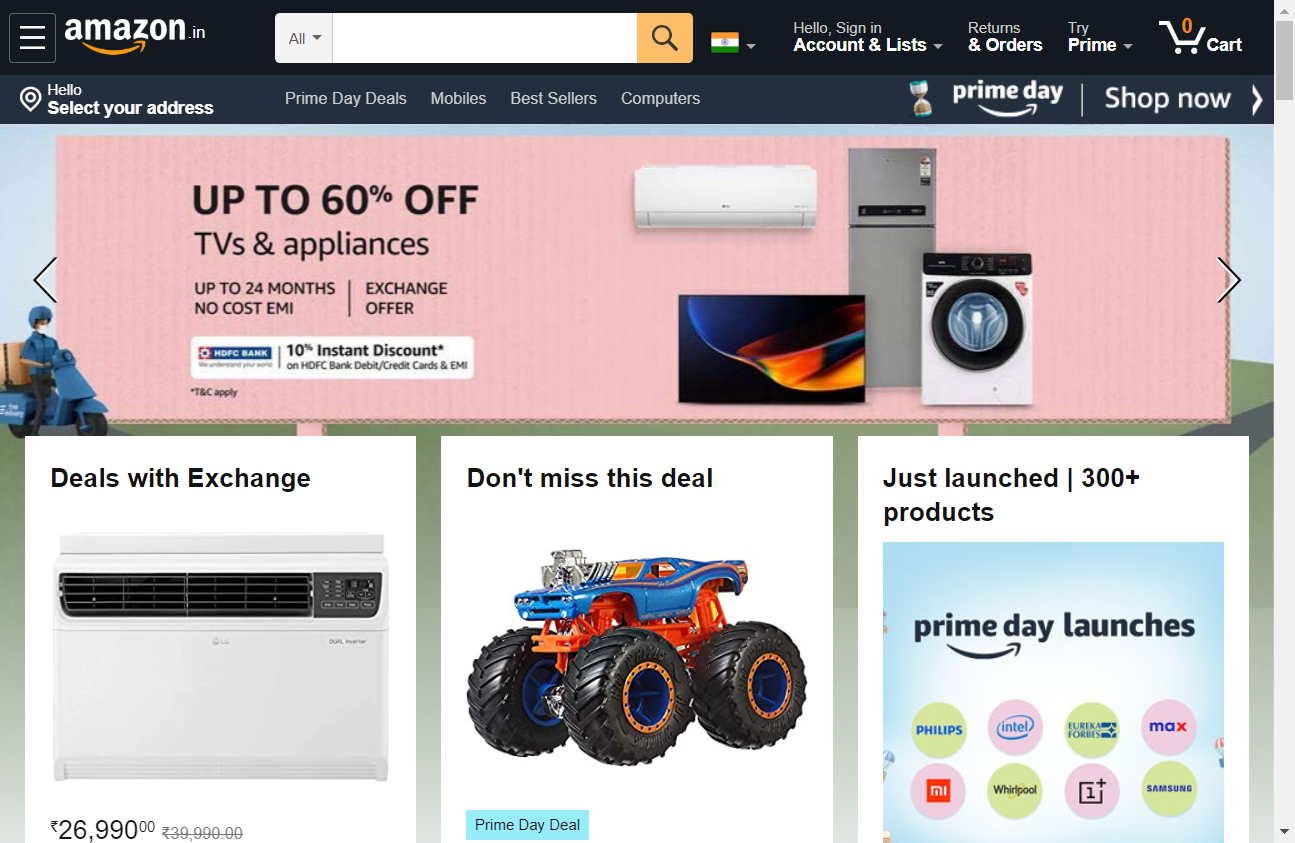 amazon.in
All
Hello, Sign in
Account & Lists
Returns
& Orders
Try
Prime
0
Cart
Hello
Select your address
Prime Day Deals
Mobiles
Best Sellers
Computers
prime day
Shop now
UP TO 60% OFF
TVs & appliances
UP TO 24 MONTHS
NO COST EMI
EXCHANGE
OFFER
HDFC BANK
We understand your world
10% Instant Discount*
on HDFC Bank Debit/Credit Cards & EMI
*T&C apply
Free
delivery
Deals with Exchange
LG
DUAL Inverter
₹26,99000 ₹39,990.00
Don't miss this deal
Prime Day Deal
Just launched | 300+
products
prime day launches
PHILIPS
intel
EUREKA
FORBES
max
mi
Whirlpool
1+
SAMSUNG